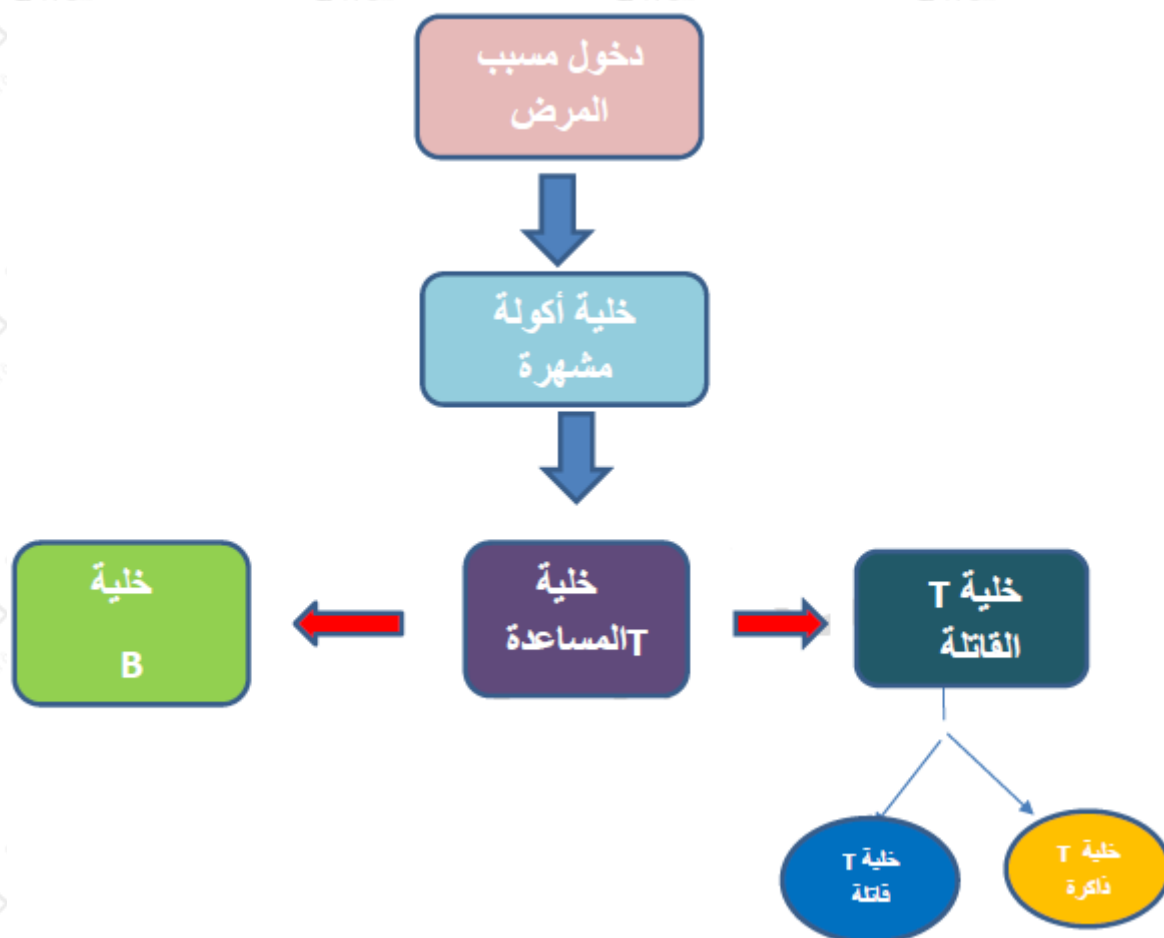 دخول مسبب
المرض
خلية أكولة
مشهرة
خلية T
القاتلة
خلية
Tالمساعدة
خلية
B
خلية T
ذاكرة
خلية T
قاتلة